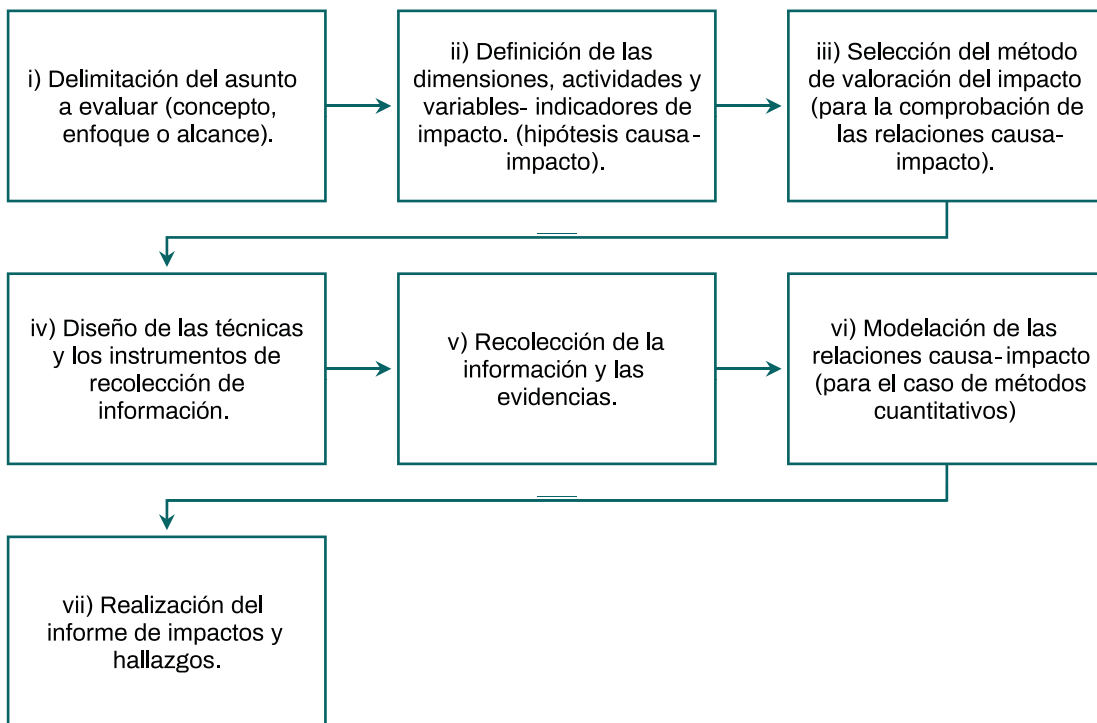 i) Delimitación del asunto
a evaluar (concepto,
enfoque o alcance).
ii) Definición de las
dimensiones, actividades y
variables- indicadores de
impacto. (hipótesis causa-
impacto).
iii) Selección del método
de valoración del impacto
(para la comprobación de
las relaciones causa-
impacto).
iv) Diseño de las técnicas
y los instrumentos de
recolección de
información.
v) Recolección de la
información y las
evidencias.
vi) Modelación de las
relaciones causa-impacto
(para el caso de métodos
cuantitativos)
vii) Realización del
informe de impactos y
hallazgos.